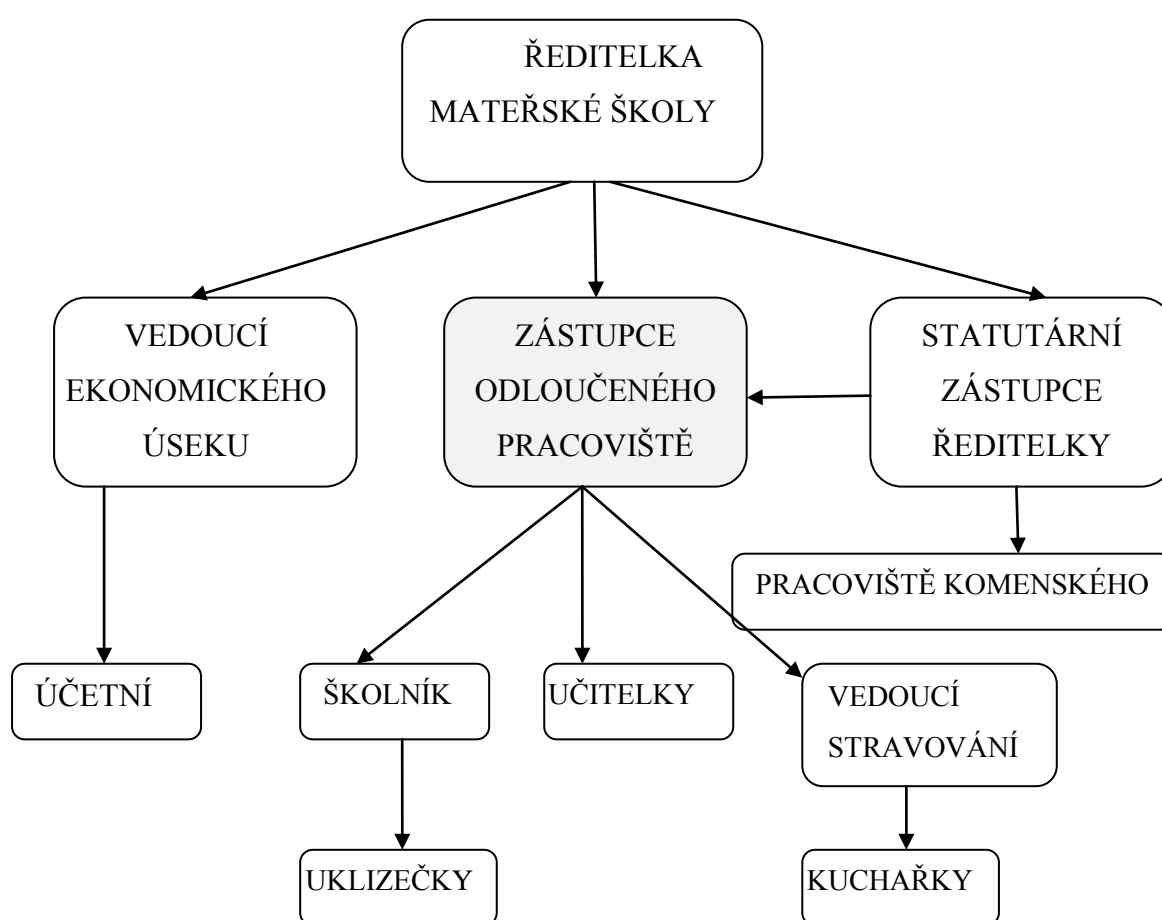 ŘEDITELKA
MATEŘSKÉ ŠKOLY
VEDOUCÍ
EKONOMICKÉHO
ÚSEKU
ZÁSTUPCE
ODLOUČENÉHO
PRACOVIŠTĚ
STATUTÁRNÍ
ZÁSTUPCE
ŘEDITELKY
PRACOVIŠTĚ KOMENSKÉHO
ÚČETNÍ
ŠKOLNÍK
UČITELKY
VEDOUCÍ
STRAVOVÁNÍ
UKLIZEČKY
KUCHAŘKY